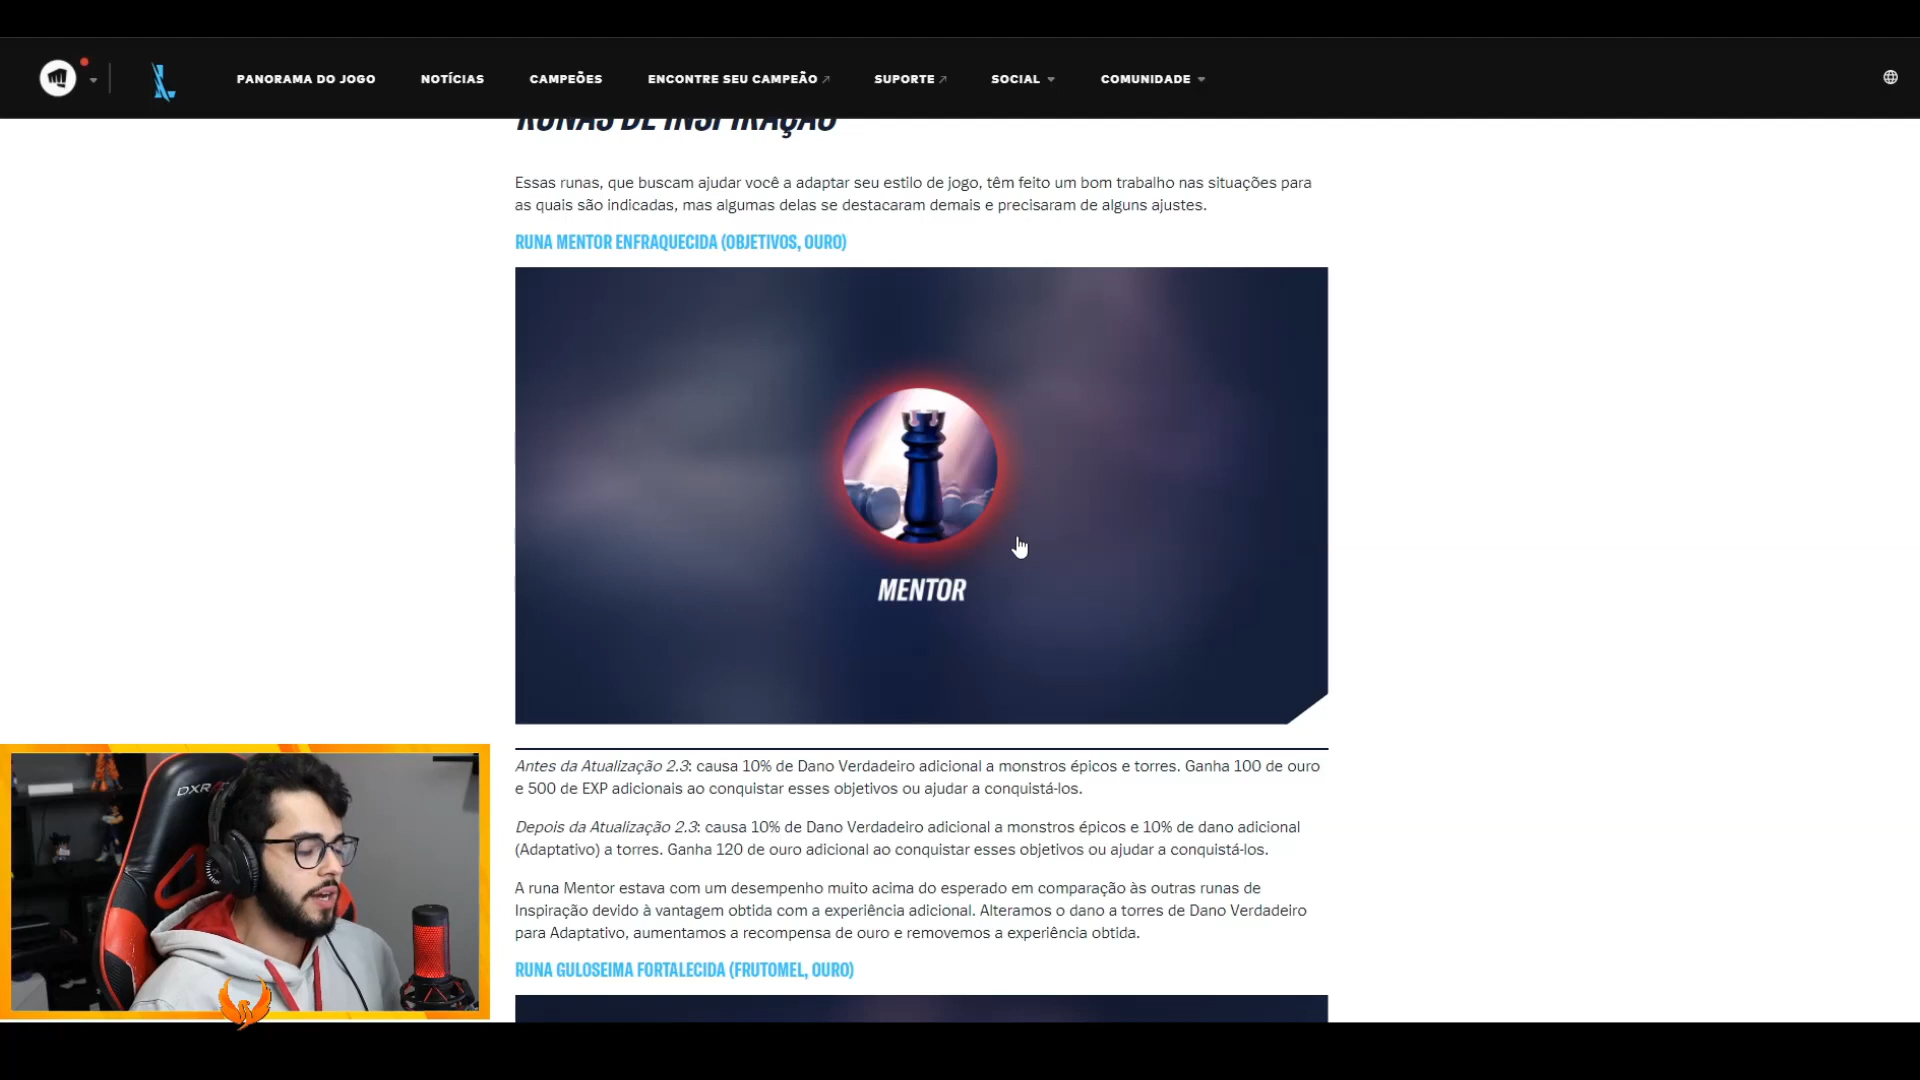 PANORAMA DO JOGO NOTÍCIAS CAMPEÕES ENCONTRE SEU CAMPEÃO SUPORTE SOCIAL COMUNIDADE
RUNAS DE INSPIRAÇÃO
Essas runas, que buscam ajudar você a adaptar seu estilo de jogo, têm feito um bom trabalho nas situações para
as quais são indicadas, mas algumas delas se destacaram demais e precisaram de alguns ajustes.
RUNA MENTOR ENFRAQUECIDA (OBJETIVOS, OURO)
MENTOR
Antes da Atualização 2.3: causa 10% de Dano Verdadeiro adicional a monstros épicos e torres. Ganha 100 de ouro
e 500 de EXP adicionais ao conquistar esses objetivos ou ajudar a conquistá-los.
Depois da Atualização 2.3: causa 10% de Dano Verdadeiro adicional a monstros épicos e 10% de dano adicional
(Adaptativo) a torres. Ganha 120 de ouro adicional ao conquistar esses objetivos ou ajudar a conquistá-los.
A runa Mentor estava com um desempenho muito acima do esperado em comparação às outras runas de
Inspiração devido à vantagem obtida com a experiência adicional. Alteramos o dano a torres de Dano Verdadeiro
para Adaptativo, aumentamos a recompensa de ouro e removemos a experiência obtida.
RUNA GULOSEIMA FORTALECIDA (FRUTOMEL, OURO)